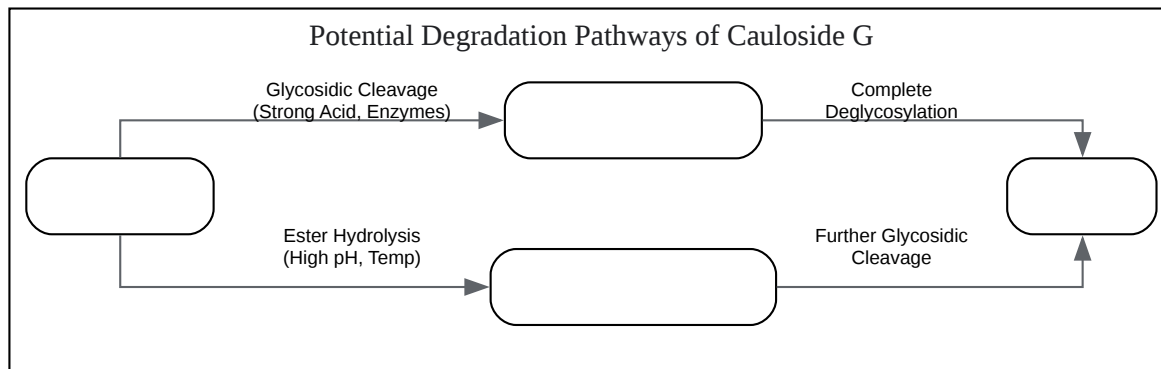 Potential Degradation Pathways of Cauloside G
Glycosidic Cleavage
(Strong Acid, Enzymes)
Complete
Deglycosylation
Ester Hydrolysis
(High pH, Temp)
Further Glycosidic
Cleavage